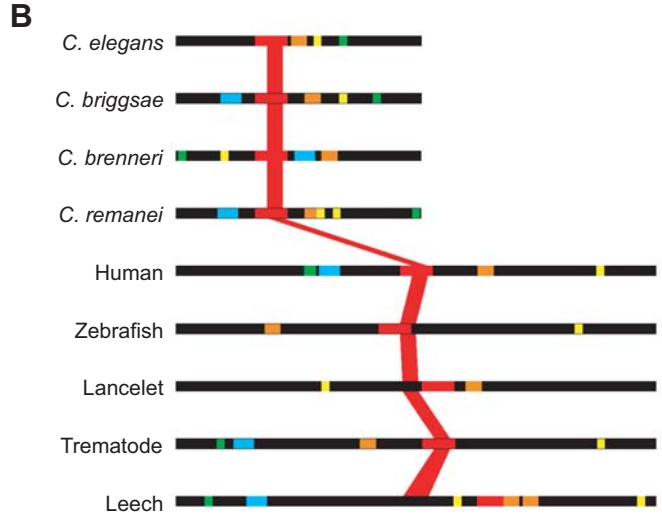 B
C. elegans
C. briggsae
C. brenneri
C. remanei
Human
Zebrafish
Lancelet
Trematode
Leech